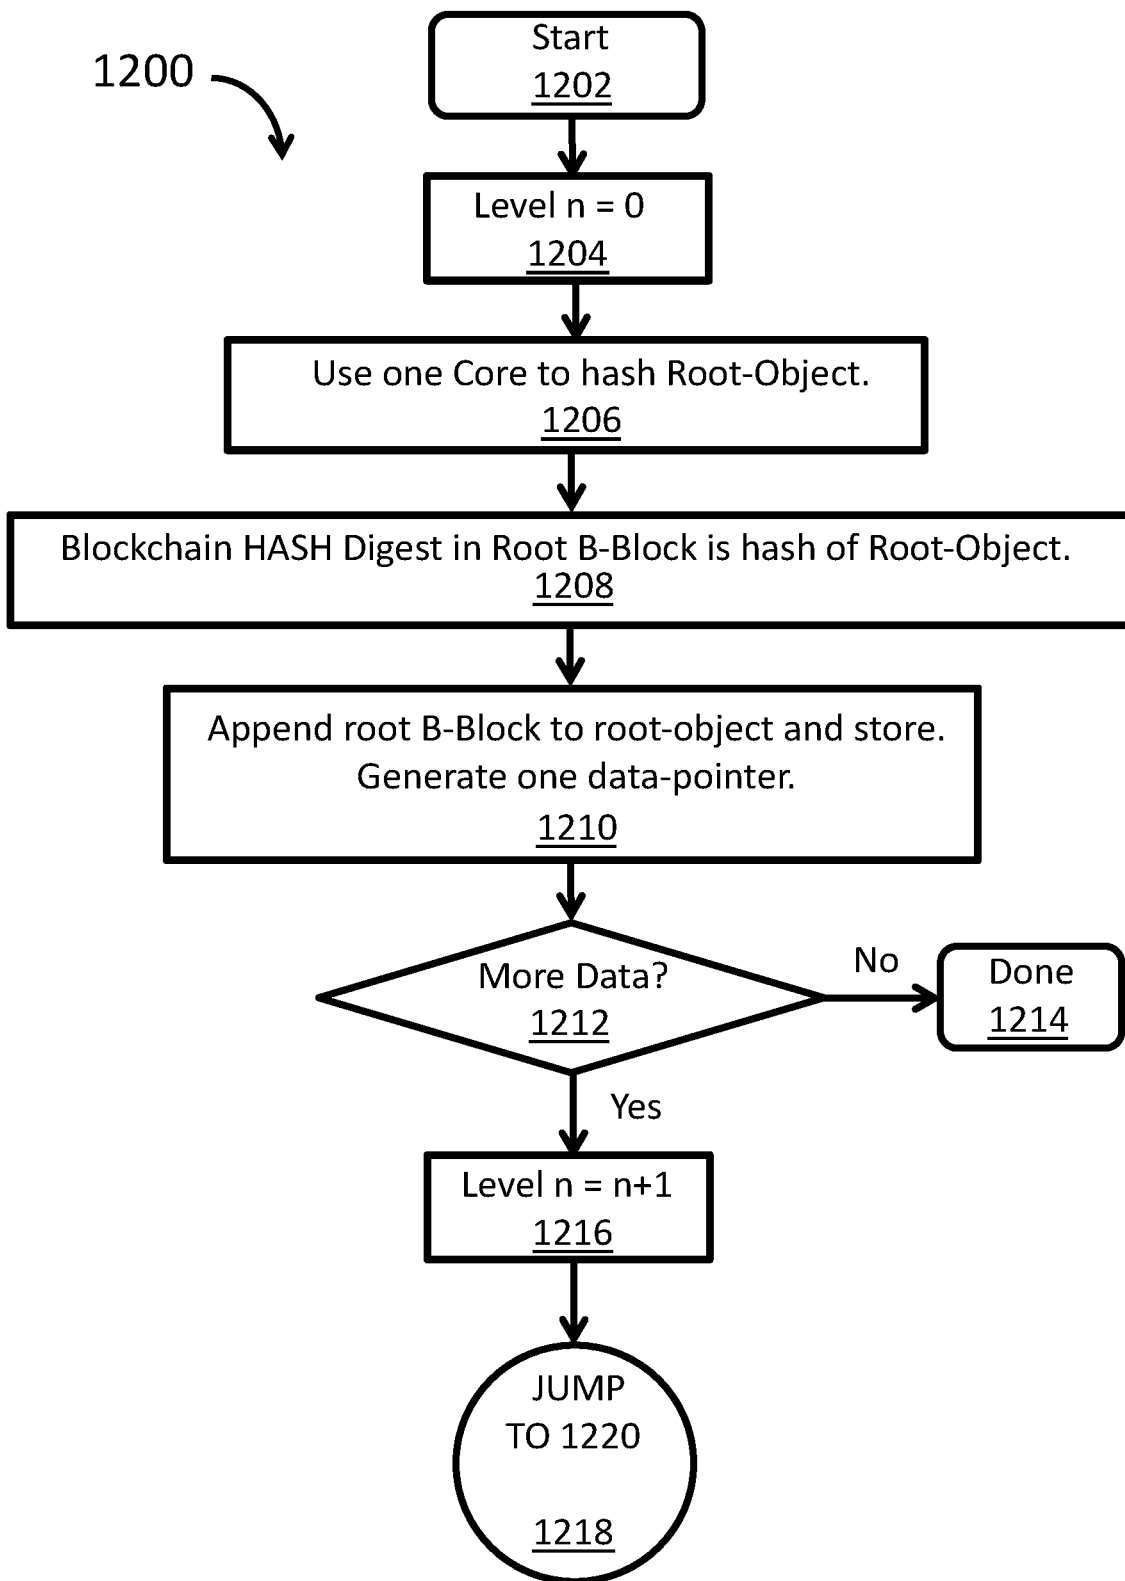 Start
1202
1200
Level n = 0
1204
Use one Core to hash Root-Object.
1206
Blockchain HASH Digest in Root B-Block is hash of Root-Object.
1208
Append root B-Block to root-object and store.
Generate one data-pointer.
1210
More Data?
1212
No
Done
1214
Yes
Level n = n+1
1216
JUMP
TO 1220
1218